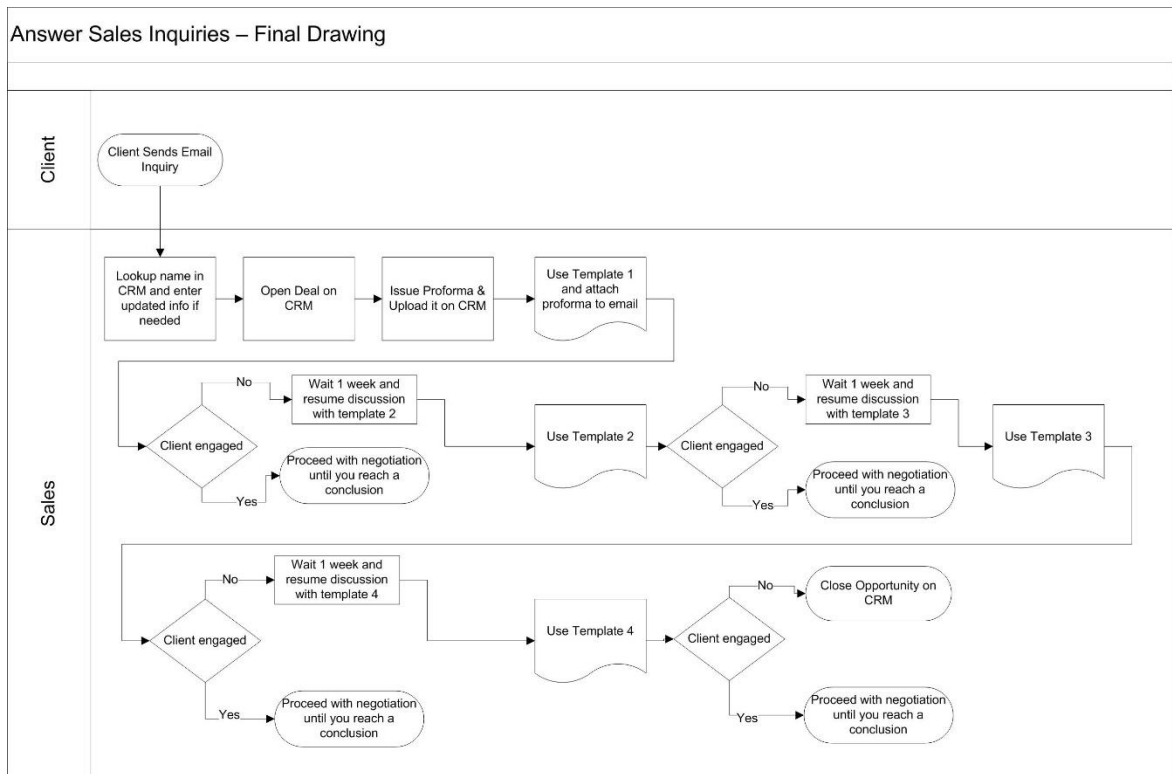 Answer Sales Inquiries – Final Drawing
Client
Client Sends Email
Inquiry
Sales
Lookup name in
CRM and enter
updated info if
needed
Open Deal on
CRM
Issue Proforma &
Upload it on CRM
Use Template 1
and attach
proforma to email
Client engaged
No
Wait 1 week and
resume discussion
with template 2
Yes
Proceed with negotiation
until you reach a
conclusion
Use Template 2
Client engaged
No
Wait 1 week and
resume discussion
with template 3
Yes
Proceed with negotiation
until you reach a
conclusion
Use Template 3
Client engaged
No
Wait 1 week and
resume discussion
with template 4
Yes
Proceed with negotiation
until you reach a
conclusion
Use Template 4
Client engaged
No
Close Opportunity on
CRM
Yes
Proceed with negotiation
until you reach a
conclusion